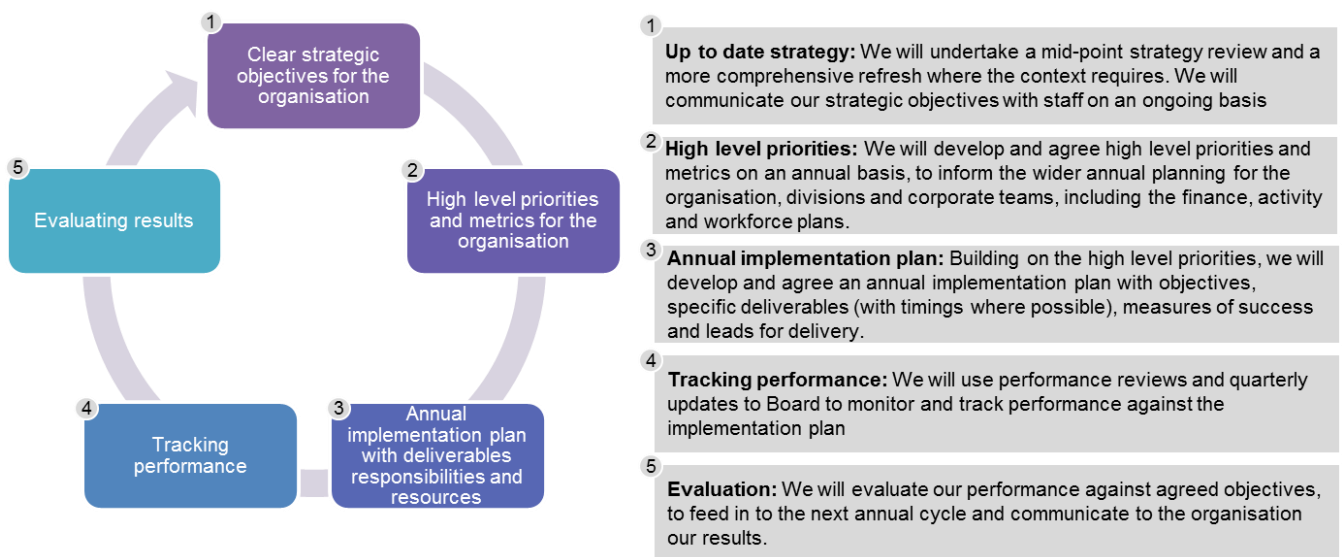 1
Clear strategic
objectives for the
organisation
2
High level priorities
and metrics for the
organisation
3
Annual
implementation plan
with deliverables
responsibilities and
resources
4
Tracking
performance
5
Evaluating results
1
Up to date strategy: We will undertake a mid-point strategy review and a
more comprehensive refresh where the context requires. We will
communicate our strategic objectives with staff on an ongoing basis
2
High level priorities: We will develop and agree high level priorities and
metrics on an annual basis, to inform the wider annual planning for the
organisation, divisions and corporate teams, including the finance, activity
and workforce plans.
3
Annual implementation plan: Building on the high level priorities, we will
develop and agree an annual implementation plan with objectives,
specific deliverables (with timings where possible), measures of success
and leads for delivery.
4
Tracking performance: We will use performance reviews and quarterly
updates to Board to monitor and track performance against the
implementation plan
5
Evaluation: We will evaluate our performance against agreed objectives,
to feed in to the next annual cycle and communicate to the organisation
our results.